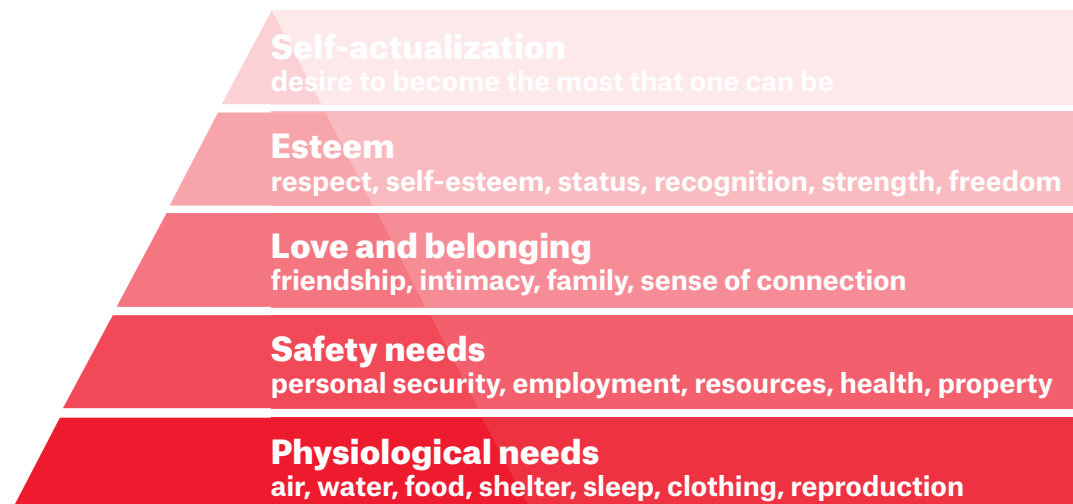 Self-actualization
desire to become the most that one can be
Esteem
respect, self-esteem, status, recognition, strength, freedom
Love and belonging
friendship, intimacy, family, sense of connection
Safety needs
personal security, employment, resources, health, property
Physiological needs
air, water, food, shelter, sleep, clothing, reproduction